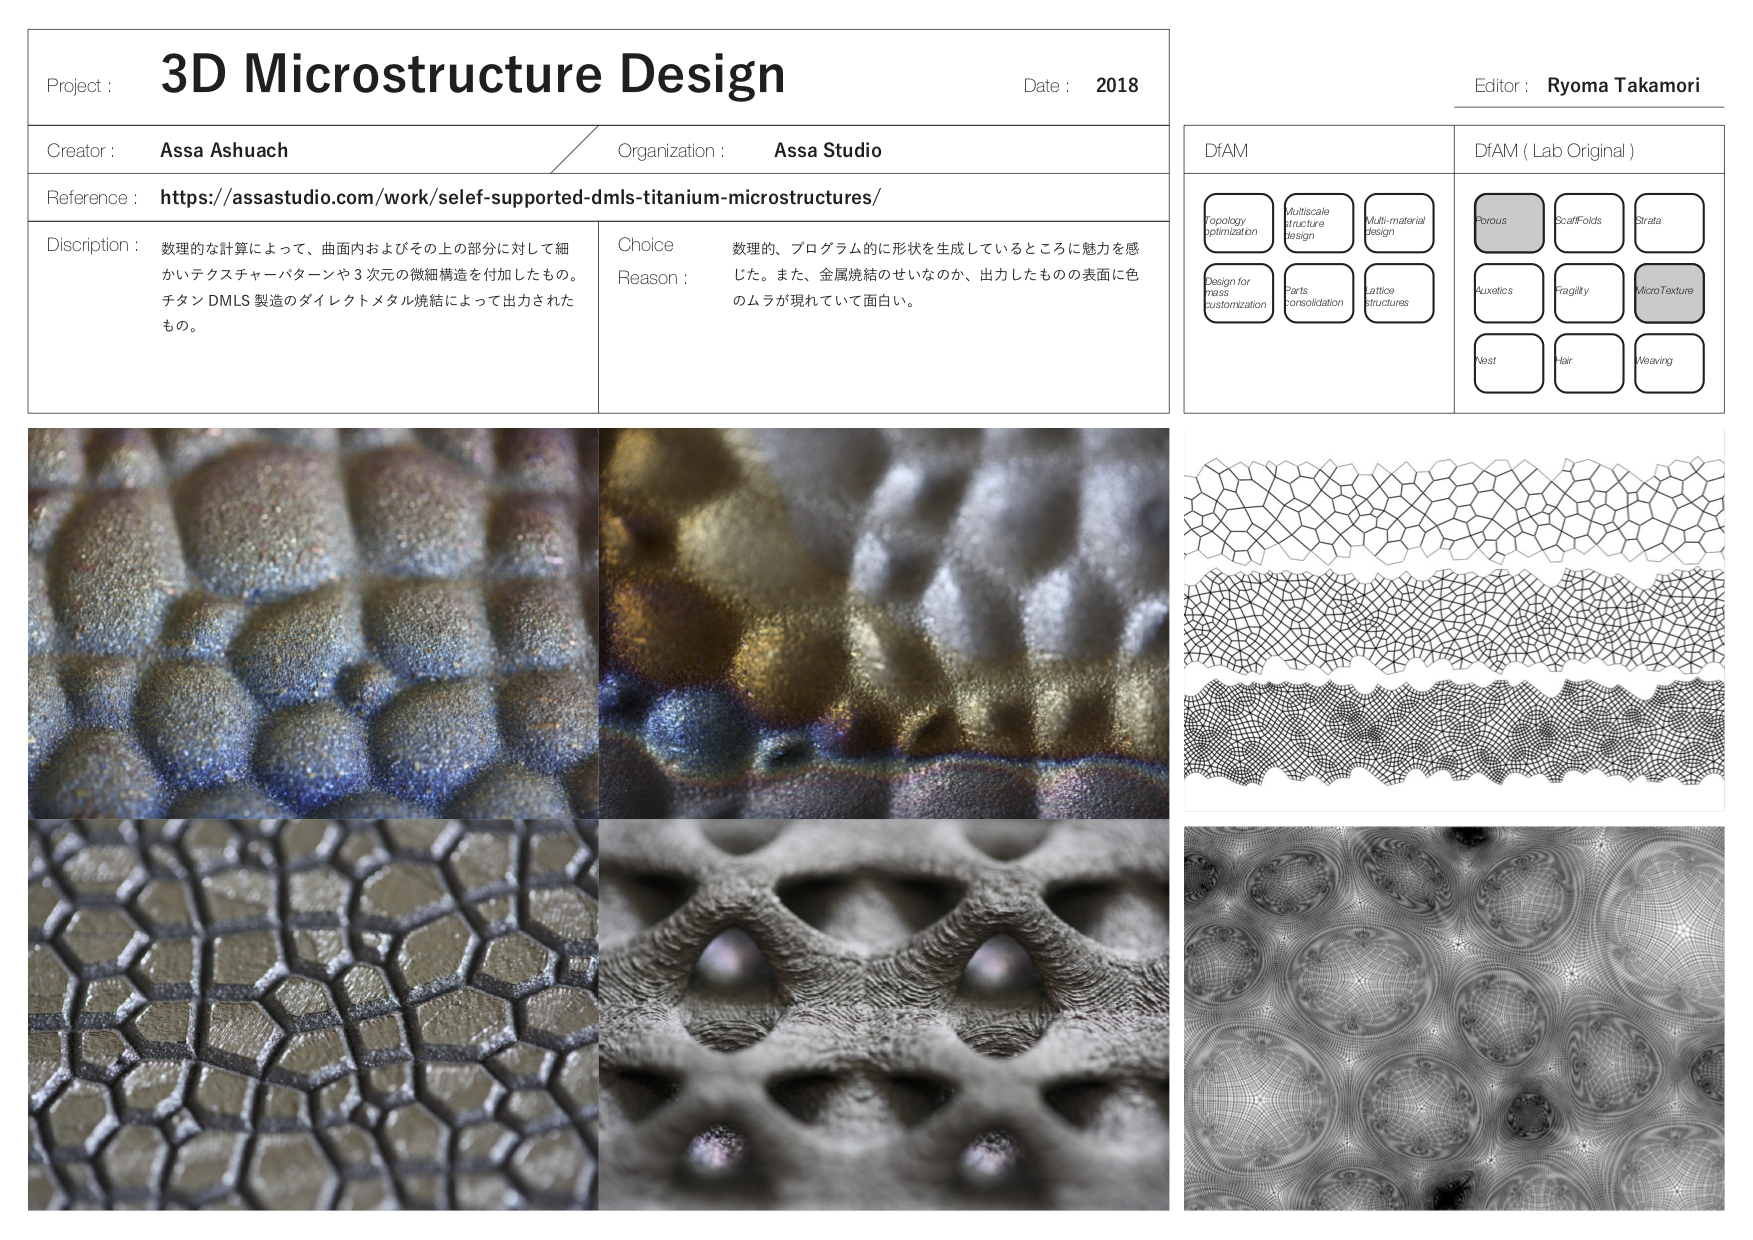 Project :
3D Microstructure Design
Date :
2018
Editor :
Ryoma Takamori
Creator :
Assa Ashuach
Organization :
Assa Studio
Reference :
https://assastudio.com/work/selef-supported-dmls-titanium-microstructures/
Discription :
数理的な計算によって、曲面内およびその上の部分に対して細
かいテクスチャーパターンや 3 次元の微細構造を付加したもの。
チタン DMLS 製造のダイレクトメタル焼結によって出力された
もの。
Choice
Reason :
数理的、プログラム的に形状を生成しているところに魅力を感
じた。また、金属焼結のせいなのか、出力したものの表面に色
のムラが現れていて面白い。
DfAM
Topology
optimization
Multiscale
structure
design
Multi-material
design
Design for
mass
customization
Parts
consolidation
Lattice
structures
DfAM ( Lab Original )
Porous
ScaffFolds
Strata
Auxetics
Fragility
MicroTexture
Nest
Hair
Weaving